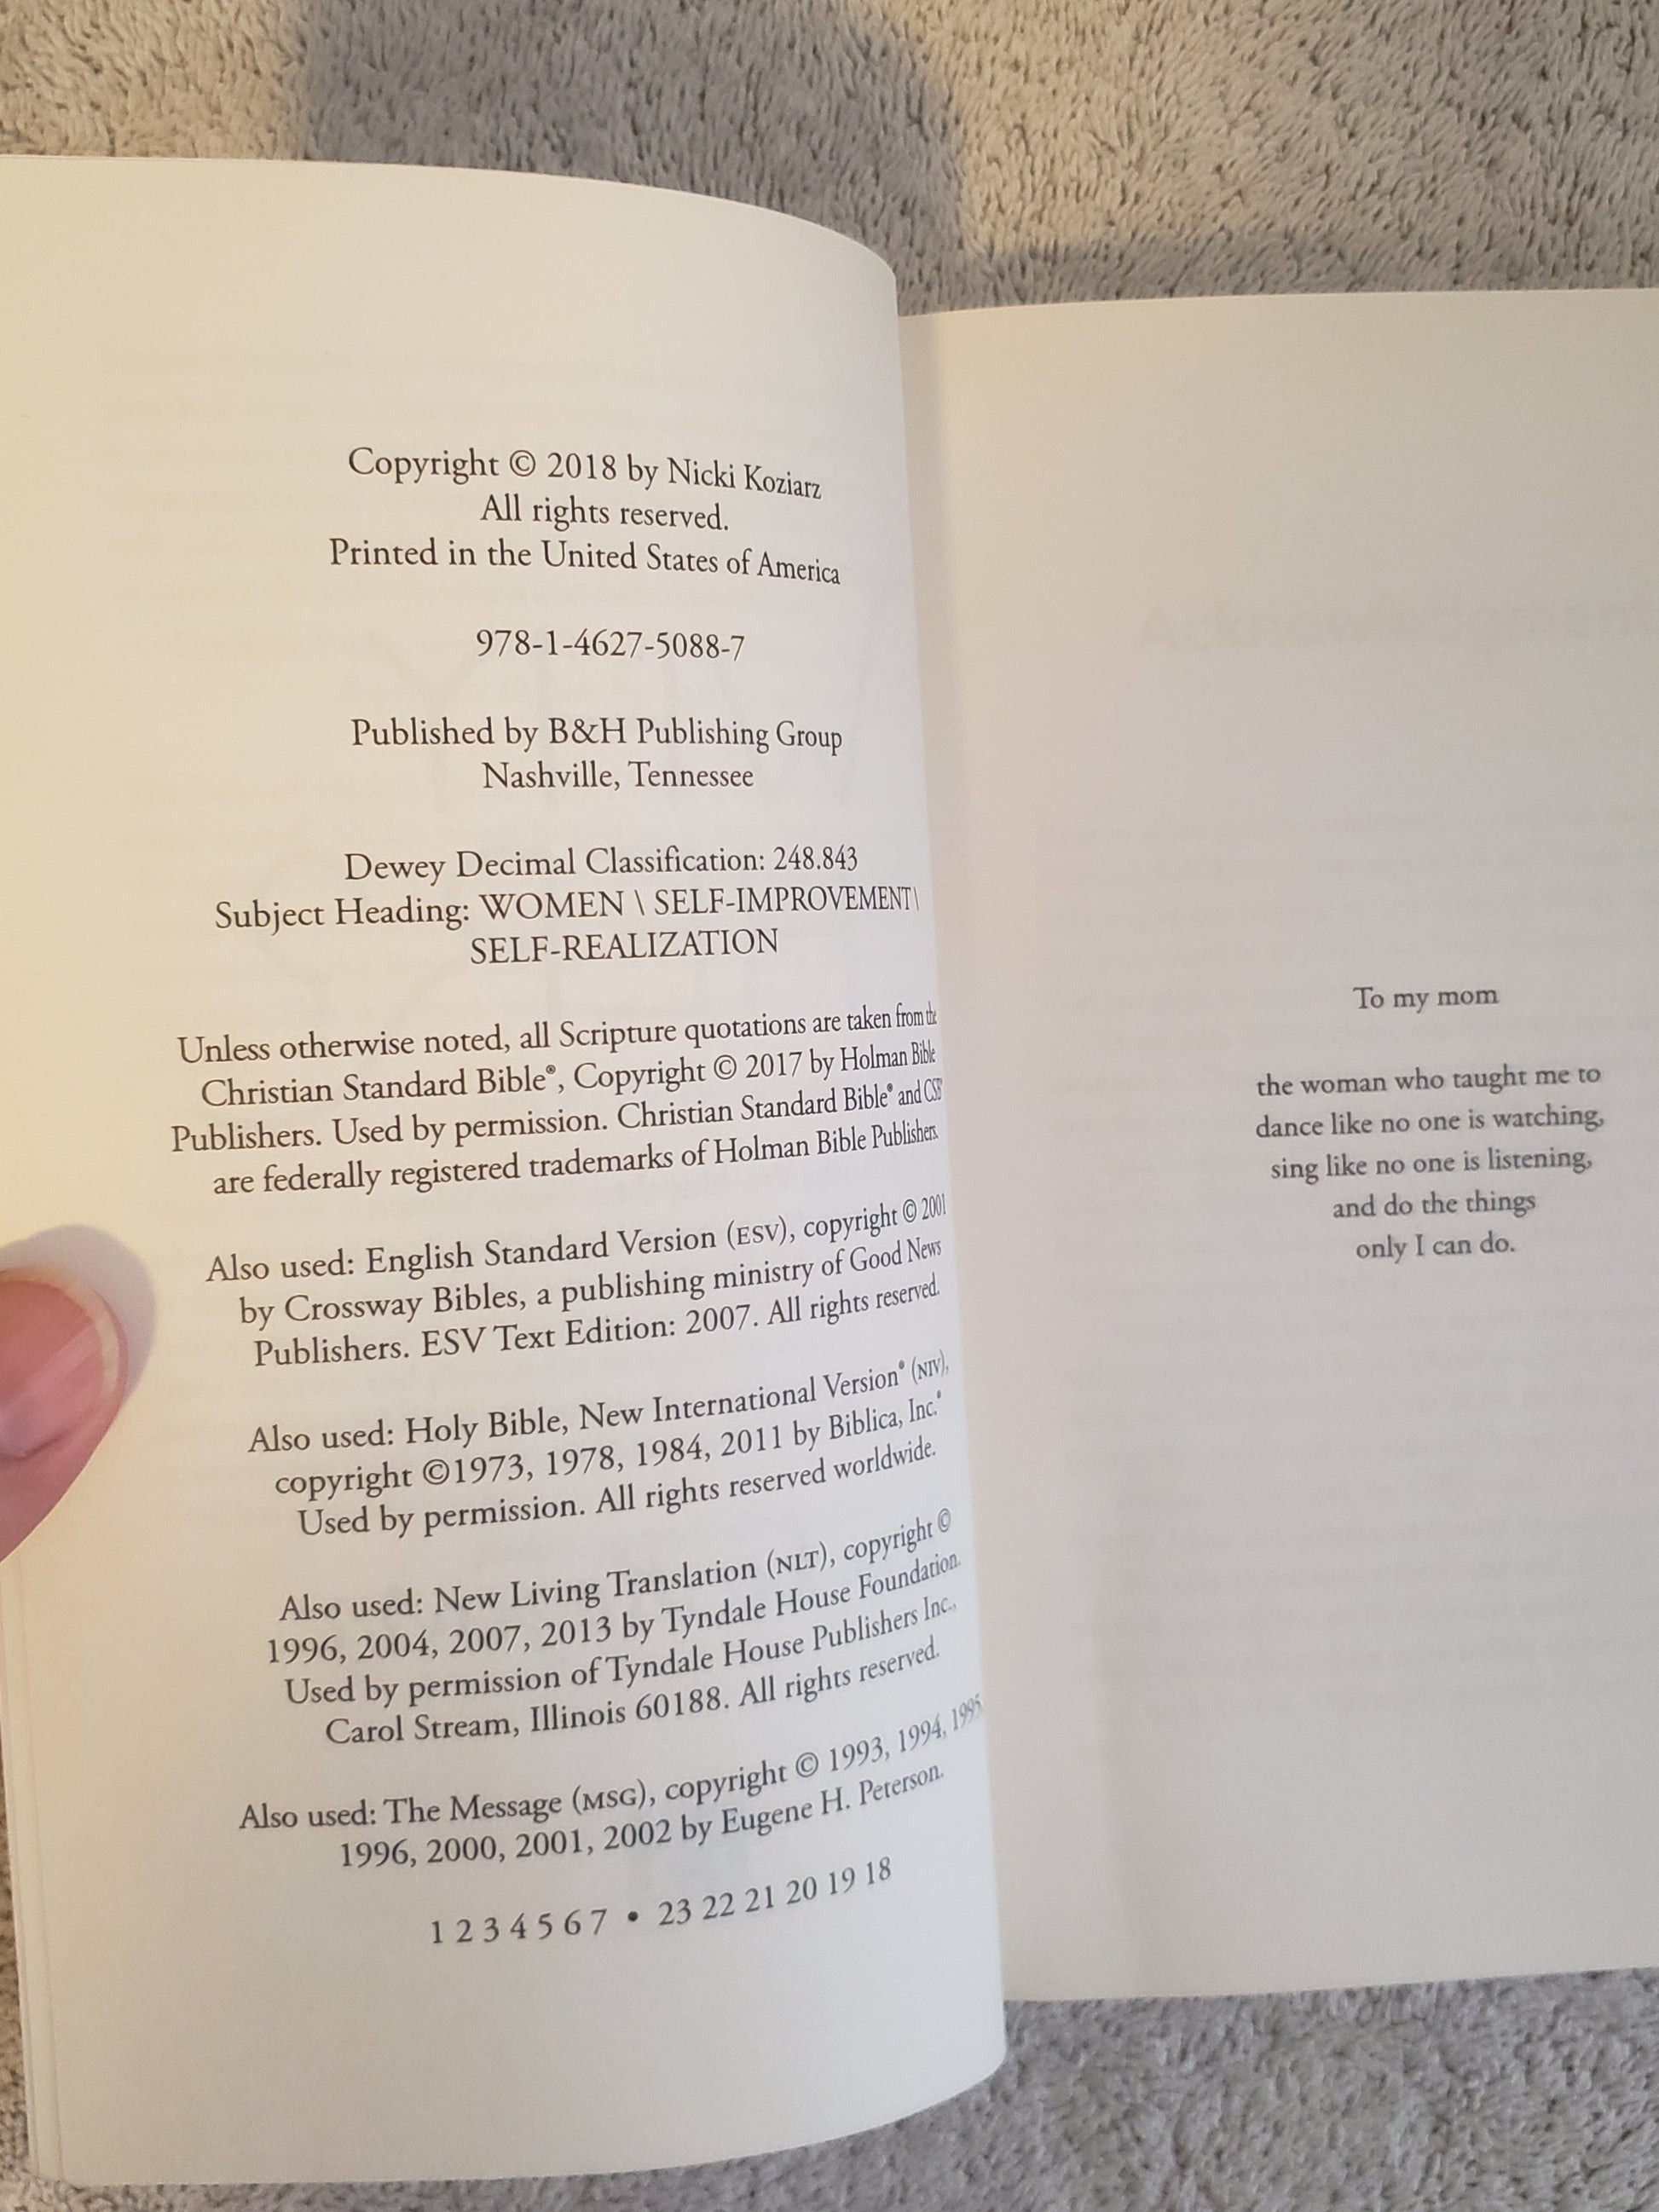 Copyright © 2018 by Nicki Koziarz
All rights reserved.
Printed in the United States of America
978-1-4627-5088-7
Published by B&H Publishing Group
Nashville, Tennessee
Dewey Decimal Classification: 248.843
Subject Heading: WOMEN \ SELF-IMPROVEMENT \
SELF-REALIZATION
Unless otherwise noted, all Scripture quotations are taken from the
Christian Standard Bible®, Copyright © 2017 by Holman Bible
Publishers. Used by permission. Christian Standard Bible® and CSB®
are federally registered trademarks of Holman Bible Publishers.
Also used: English Standard Version (ESV), copyright © 2001
by Crossway Bibles, a publishing ministry of Good News
Publishers. ESV Text Edition: 2007. All rights reserved.
Also used: Holy Bible, New International Version® (NIV),
copyright ©1973, 1978, 1984, 2011 by Biblica, Inc.®
Used by permission. All rights reserved worldwide.
Also used: New Living Translation (NLT), copyright ©
1996, 2004, 2007, 2013 by Tyndale House Foundation.
Used by permission of Tyndale House Publishers Inc.,
Carol Stream, Illinois 60188. All rights reserved.
Also used: The Message (MSG), copyright © 1993, 1994, 1995,
1996, 2000, 2001, 2002 by Eugene H. Peterson.
1 2 3 4 5 6 7 • 23 22 21 20 19 18
To my mom
the woman who taught me to
dance like no one is watching,
sing like no one is listening,
and do the things
only I can do.